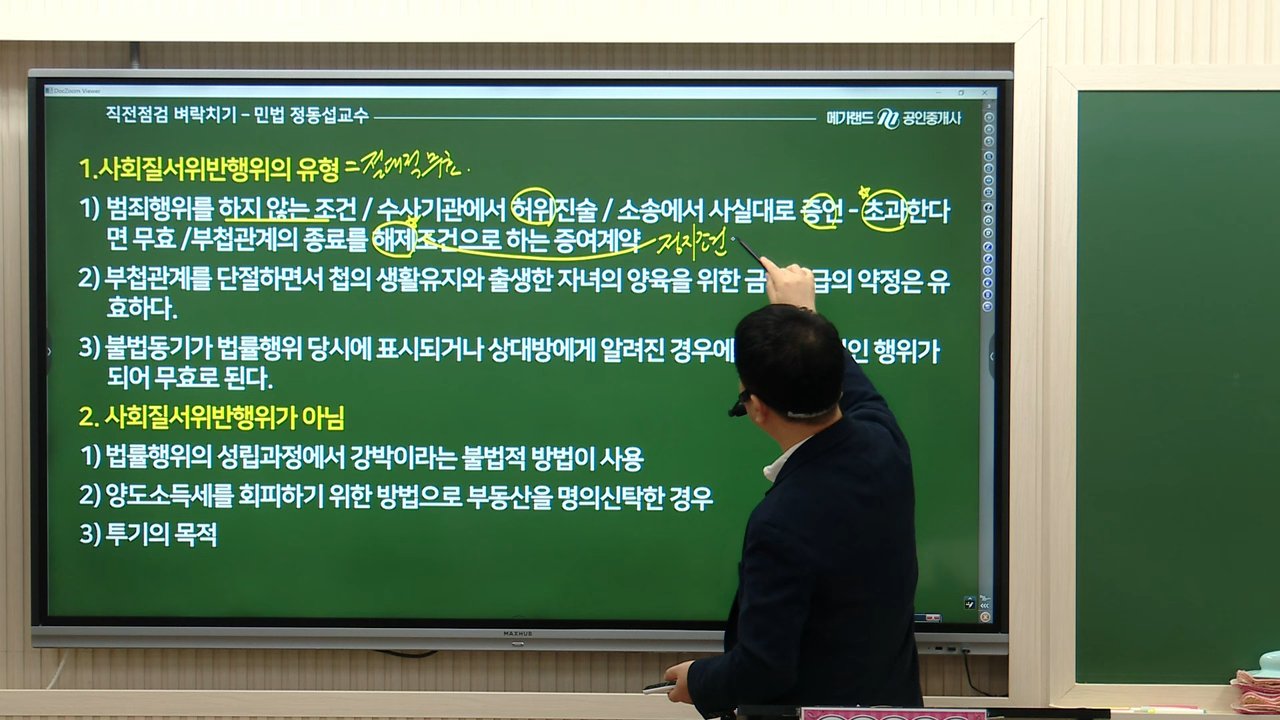 DocZoom Viewer
직전점검 벼락치기 - 민법 정동섭교수
메가랜드 공인중개사
1.사회질서위반행위의 유형 = 절대적 무효.
1) 범죄행위를 하지 않는 조건 / 수사기관에서 허위진술 / 소송에서 사실대로 증언 - 초과한다
면 무효 /부첩관계의 종료를 해제조건으로 하는 증여계약 정지조건
2) 부첩관계를 단절하면서 첩의 생활유지와 출생한 자녀의 양육을 위한 금 급의 약정은 유
효하다.
3) 불법동기가 법률행위 당시에 표시되거나 상대방에게 알려진 경우에 인 행위가
되어 무효로 된다.
2. 사회질서위반행위가 아님
1) 법률행위의 성립과정에서 강박이라는 불법적 방법이 사용
2) 양도소득세를 회피하기 위한 방법으로 부동산을 명의신탁한 경우
3) 투기의 목적
MAXHUB